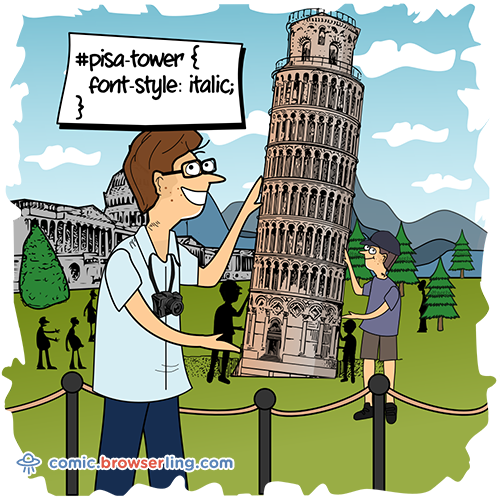 #pisa-tower {
font-style: italic;
}
comic.browserling.com